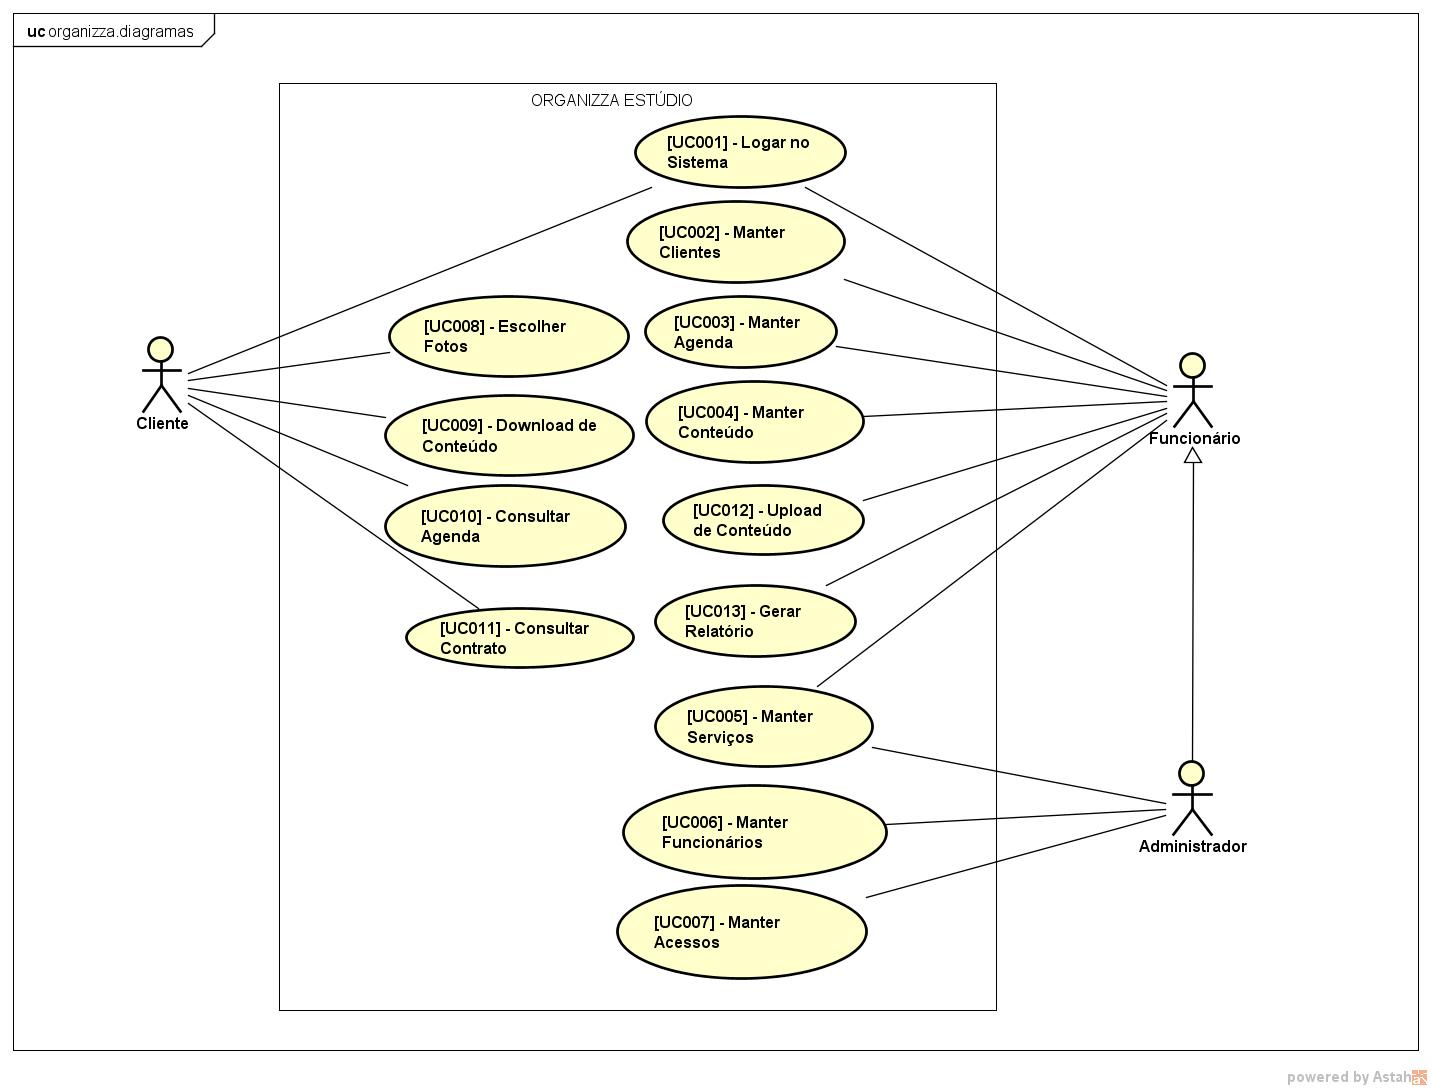 uc organizza.diagramas
ORGANIZZA ESTÚDIO
[UC001] - Logar no
Sistema
[UC002] - Manter
Clientes
[UC008] - Escolher
Fotos
[UC003] - Manter
Agenda
Cliente
[UC009] - Download de
Conteúdo
[UC004] - Manter
Conteúdo
Funcionário
[UC010] - Consultar
Agenda
[UC012] - Upload
de Conteúdo
[UC011] - Consultar
Contrato
[UC013] - Gerar
Relatório
[UC005] - Manter
Serviços
[UC006] - Manter
Funcionários
Administrador
[UC007] - Manter
Acessos
powered by Astah